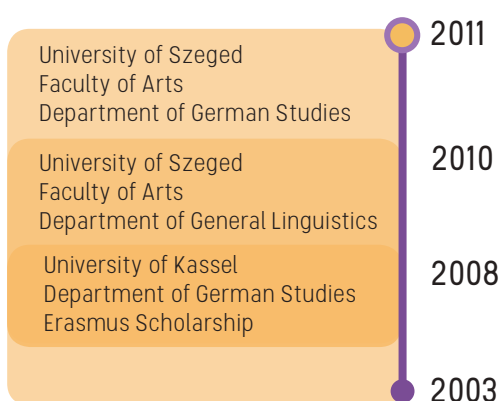 University of Szeged
Faculty of Arts
Department of German Studies
2011
University of Szeged
Faculty of Arts
Department of General Linguistics
2010
University of Kassel
Department of German Studies
Erasmus Scholarship
2008
2003